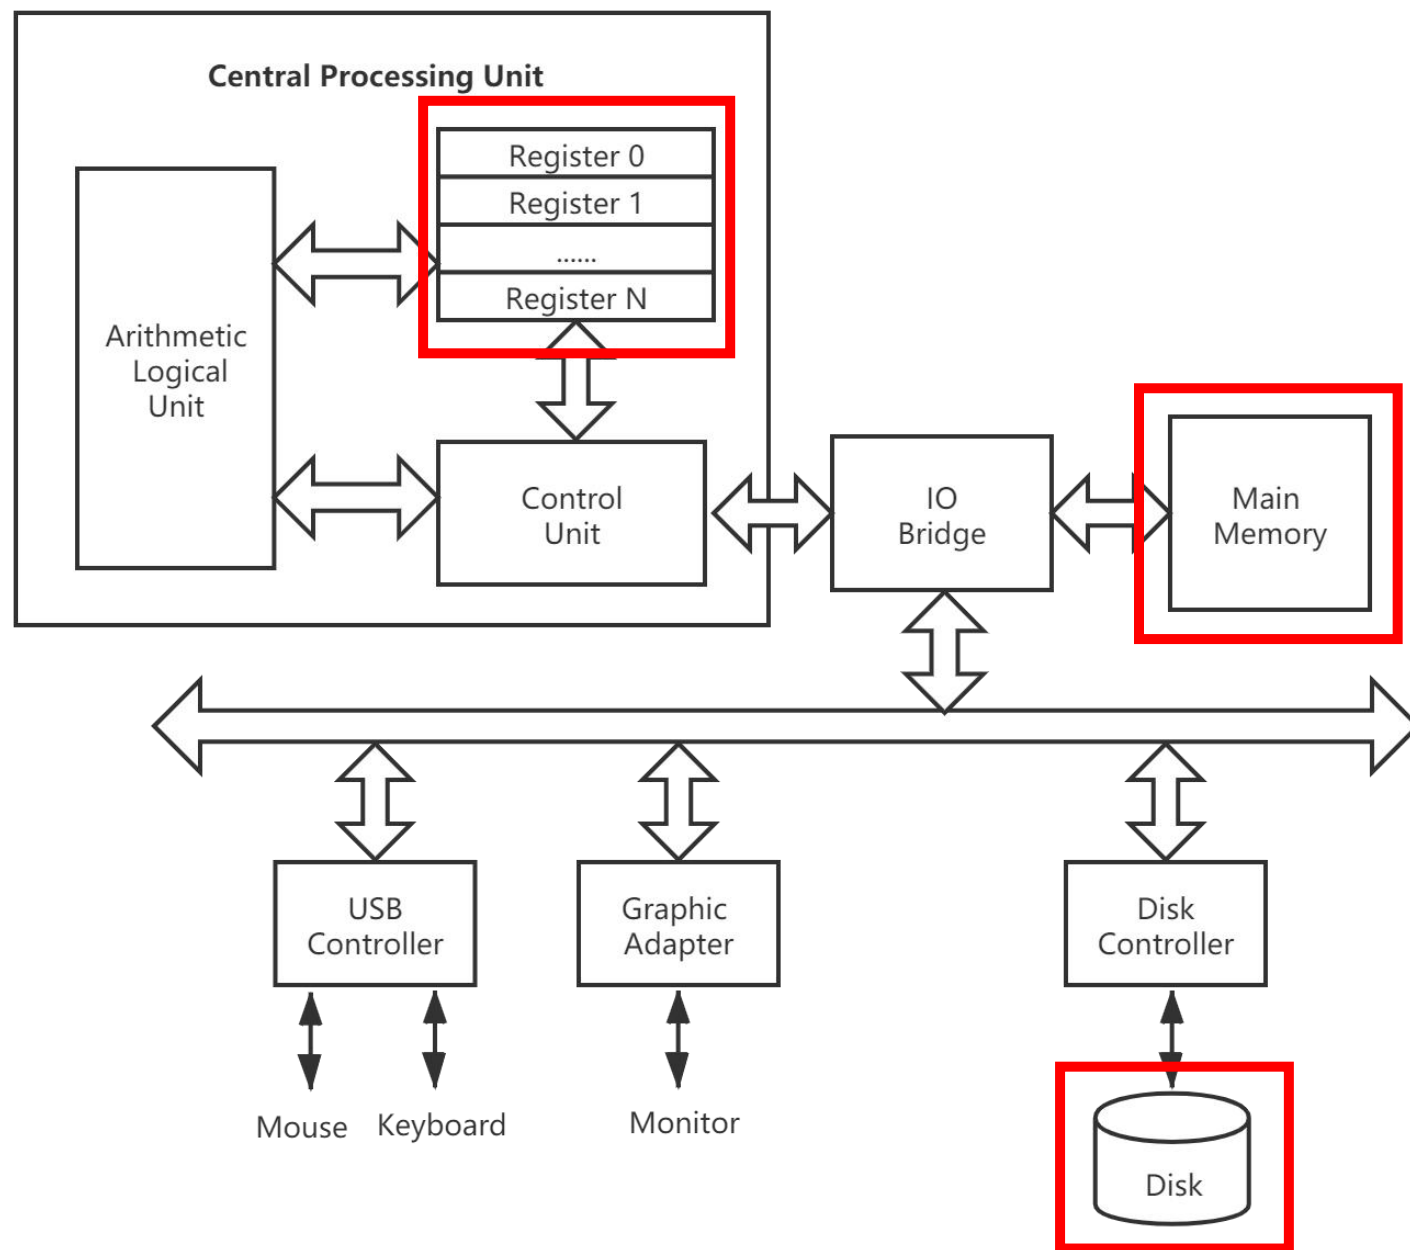 Central Processing Unit
Register 0
Register 1
......
Register N
Arithmetic
Logical
Unit
Control
Unit
IO
Bridge
Main
Memory
USB
Controller
Graphic
Adapter
Disk
Controller
Mouse
Keyboard
Monitor
Disk